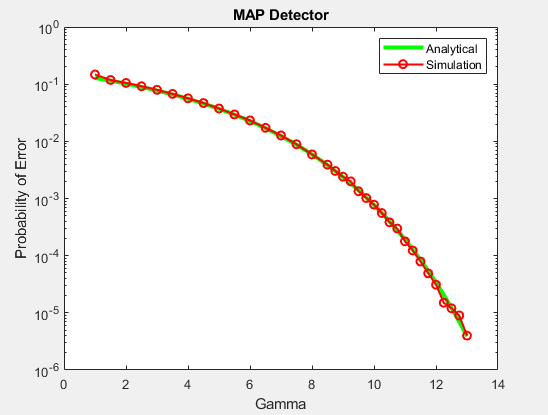 MAP Detector
Analytical
Simulation
Probability of Error
10^0
10^-1
10^-2
10^-3
10^-4
10^-5
10^-6
0 2 4 6 8 10 12 14
Gamma